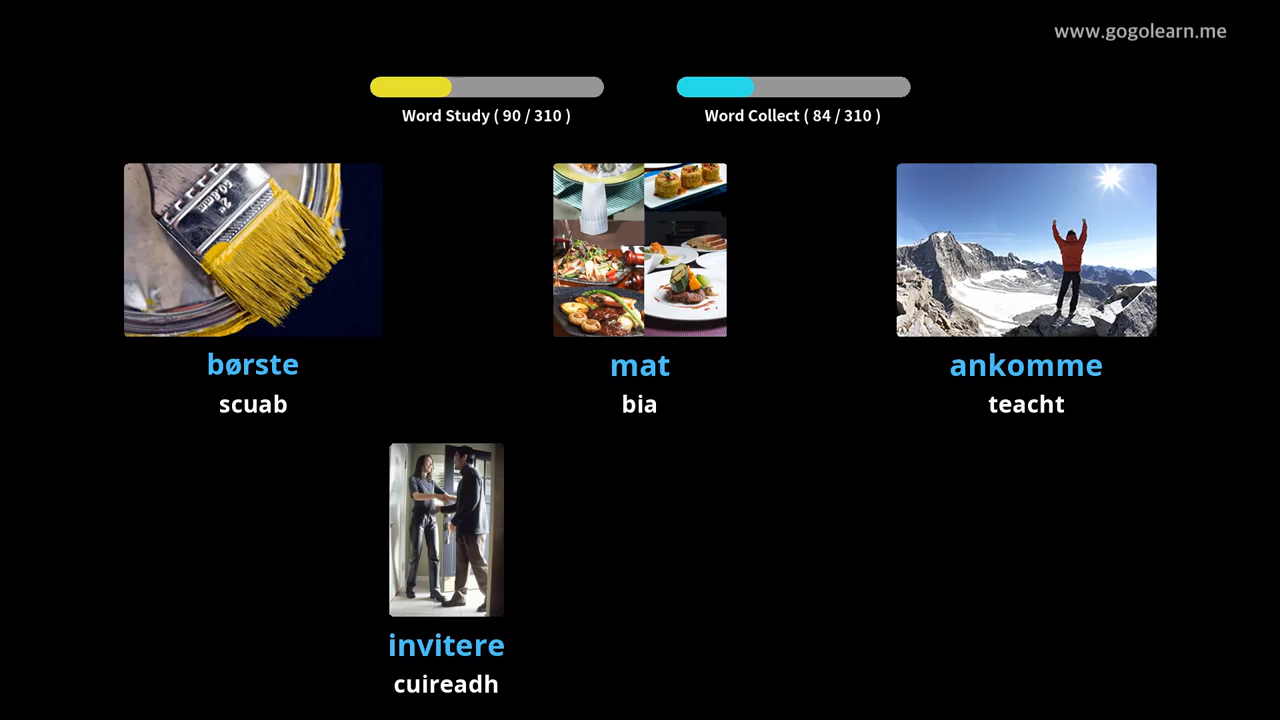 www.gogolearn.me
Word Study ( 90 / 310 )
Word Collect ( 84 / 310 )
børste
mat
ankomme
scuab
bia
teacht
invitere
cuireadh